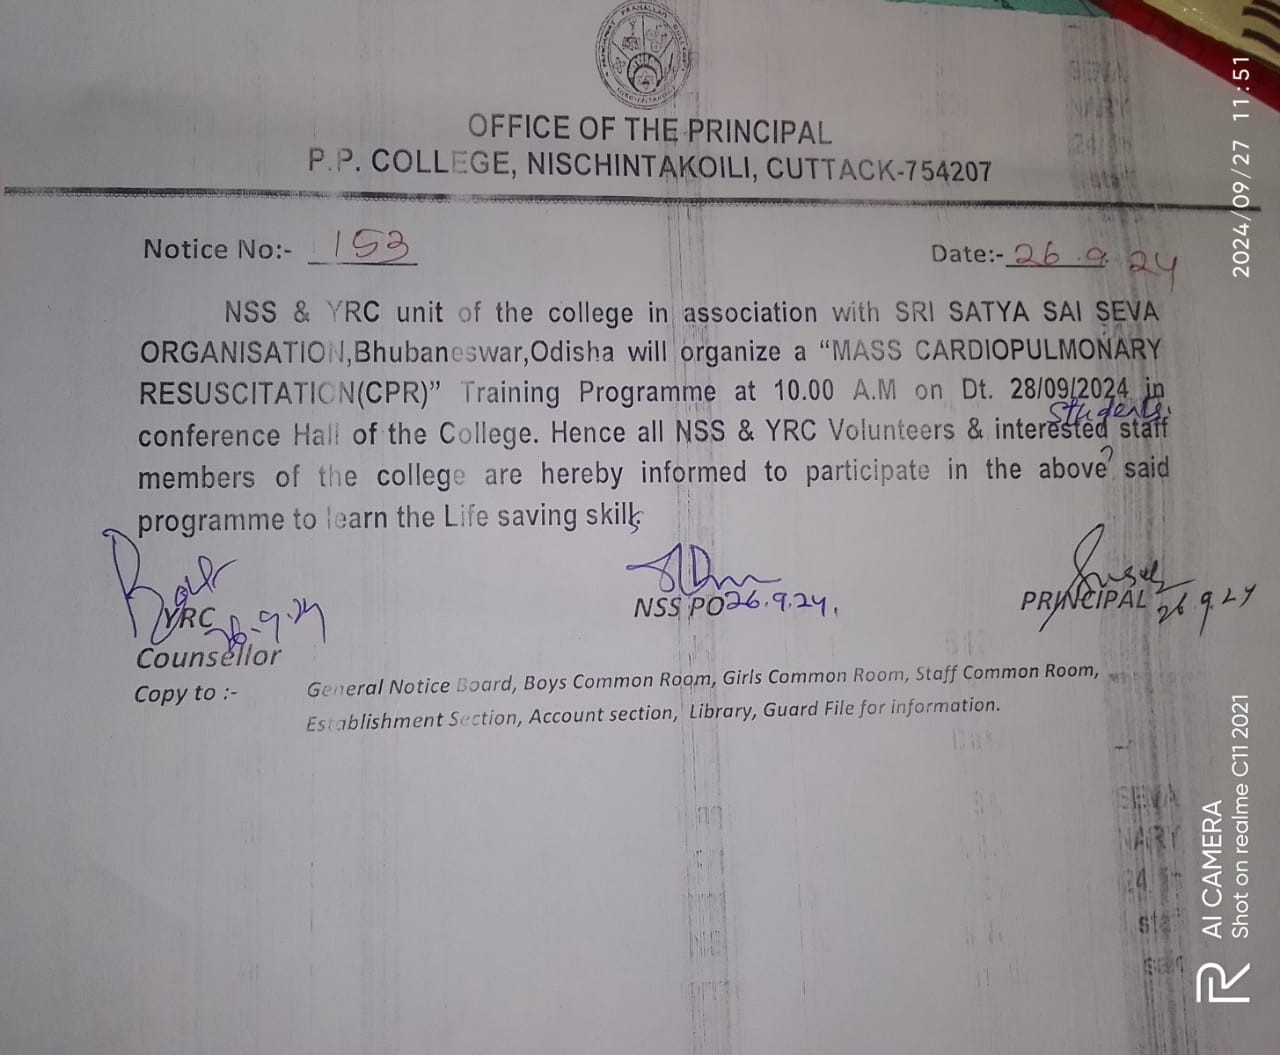 OFFICE OF THE PRINCIPAL
P.P. COLLEGE, NISCHINTAKOILI, CUTTACK-754207
Notice No:- 153
Date:- 26.9.24
NSS & YRC unit of the college in association with SRI SATYA SAI SEVA
ORGANISATION,Bhubaneswar,Odisha will organize a “MASS CARDIOPULMONARY
RESUSCITATION(CPR)” Training Programme at 10.00 A.M on Dt. 28/09/2024 in
Students
conference Hall of the College. Hence all NSS & YRC Volunteers & interested staff
members of the college are hereby informed to participate in the above said
programme to learn the Life saving skill
YRC 26.9.24
Counsellor
NSS PO 26.9.24.
PRINCIPAL 26.9.24
Copy to :- General Notice Board, Boys Common Room, Girls Common Room, Staff Common Room,
Establishment Section, Account section, Library, Guard File for information.
2024/09/27 11:51
AI CAMERA
Shot on realme C11 2021